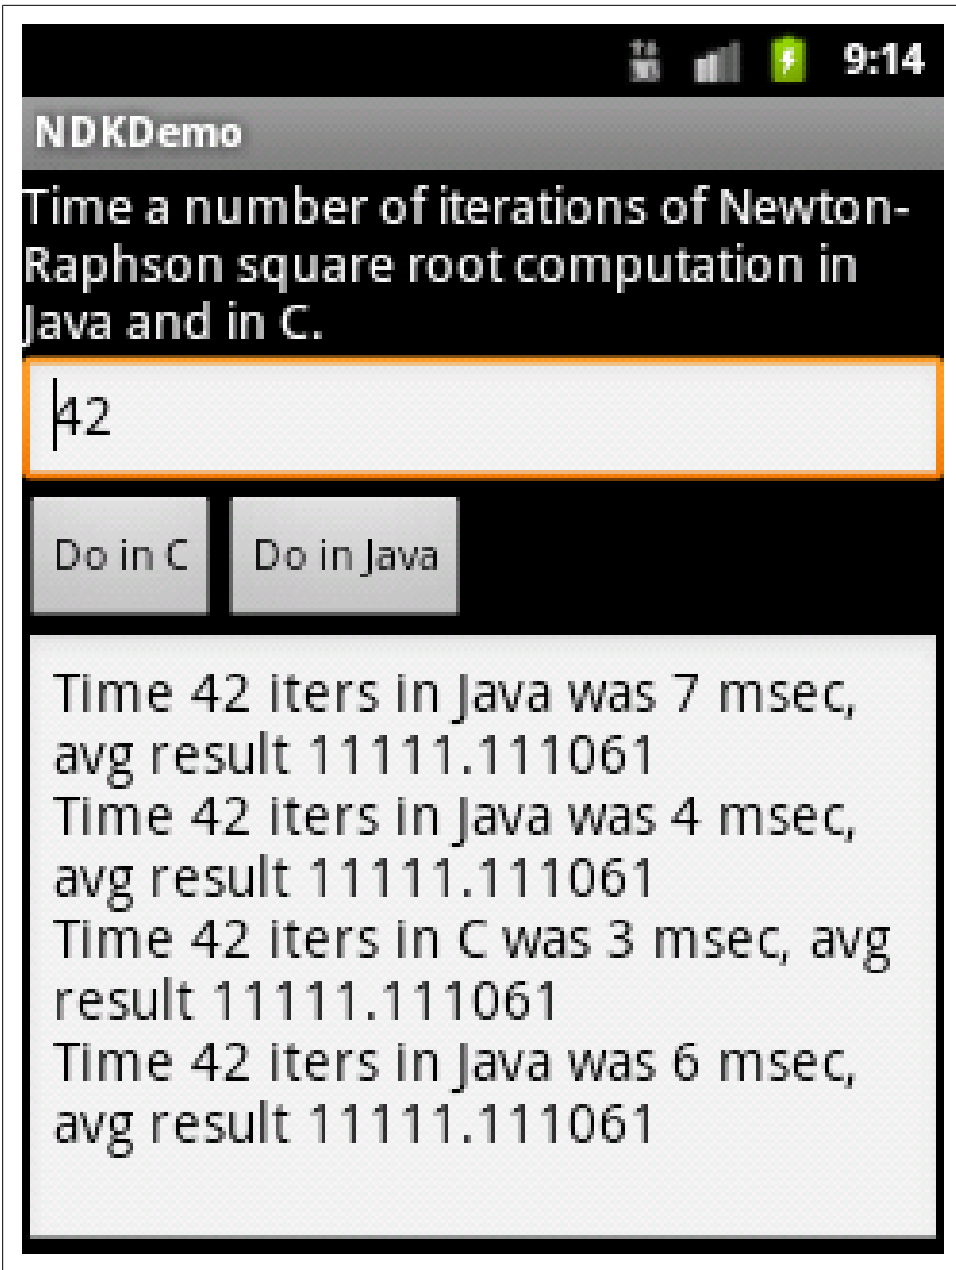 9:14
NDKDemo
Time a number of iterations of Newton-
Raphson square root computation in
Java and in C.
42
Do in C Do in Java
Time 42 iters in Java was 7 msec,
avg result 11111.111061
Time 42 iters in Java was 4 msec,
avg result 11111.111061
Time 42 iters in C was 3 msec, avg
result 11111.111061
Time 42 iters in Java was 6 msec,
avg result 11111.111061